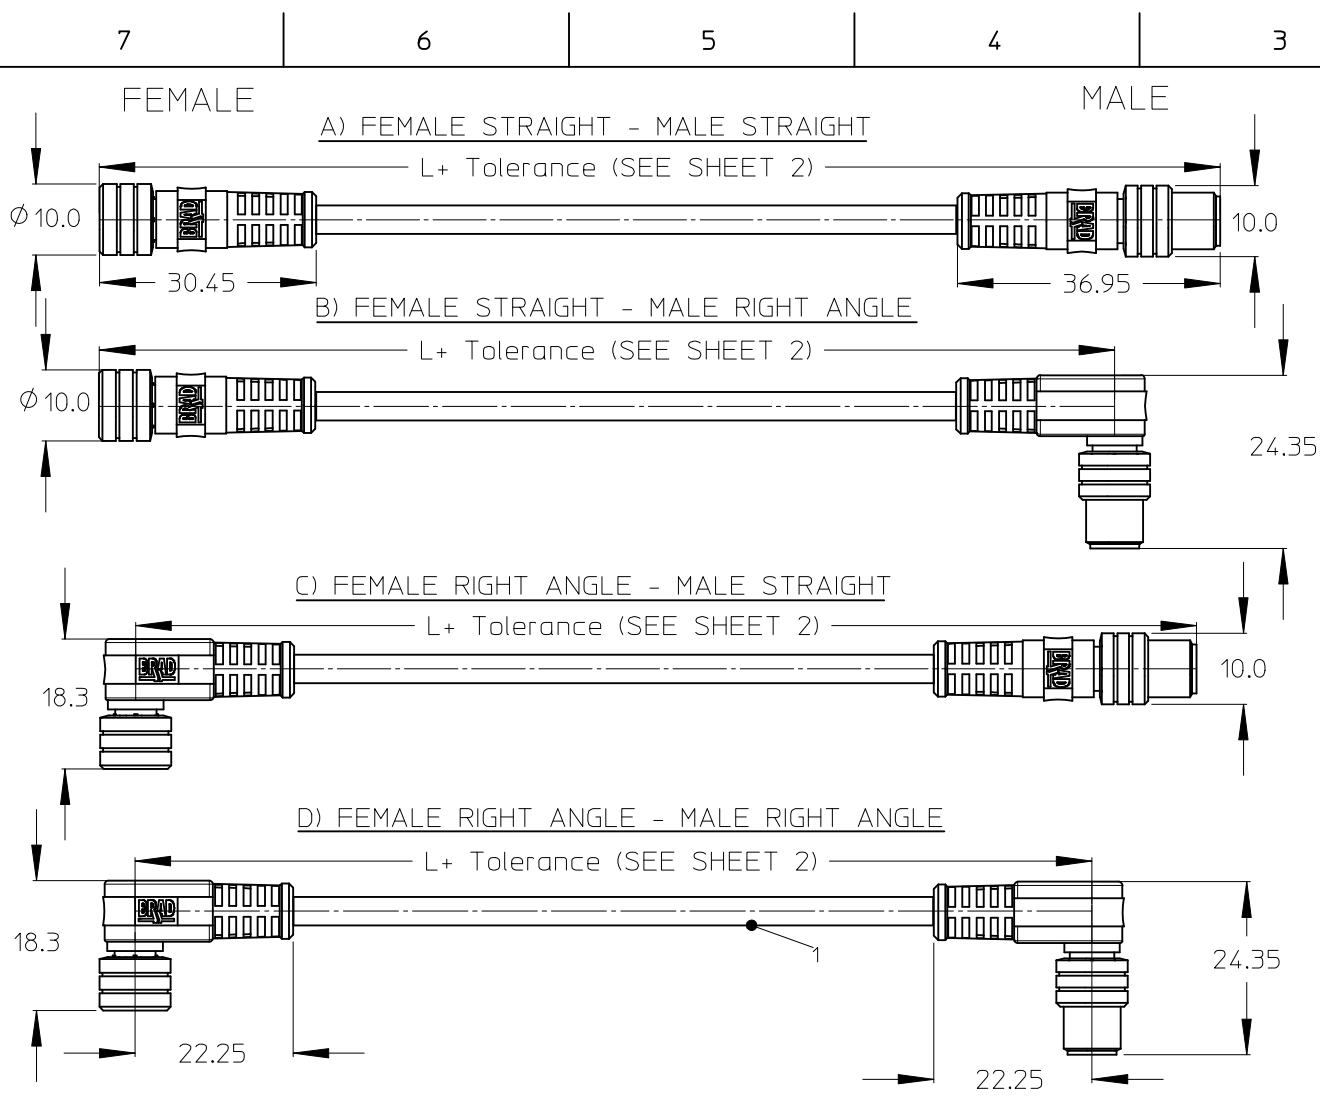 7 6 5 4 3
FEMALE MALE
A) FEMALE STRAIGHT - MALE STRAIGHT
L+ Tolerance (SEE SHEET 2)
Ø10.0 BRAD BRAD 10.0
30.45 36.95
B) FEMALE STRAIGHT - MALE RIGHT ANGLE
L+ Tolerance (SEE SHEET 2)
Ø10.0 BRAD
24.35
C) FEMALE RIGHT ANGLE - MALE STRAIGHT
L+ Tolerance (SEE SHEET 2)
BRAD BRAD 10.0
18.3
D) FEMALE RIGHT ANGLE - MALE RIGHT ANGLE
L+ Tolerance (SEE SHEET 2)
BRAD
18.3 1 24.35
22.25 22.25